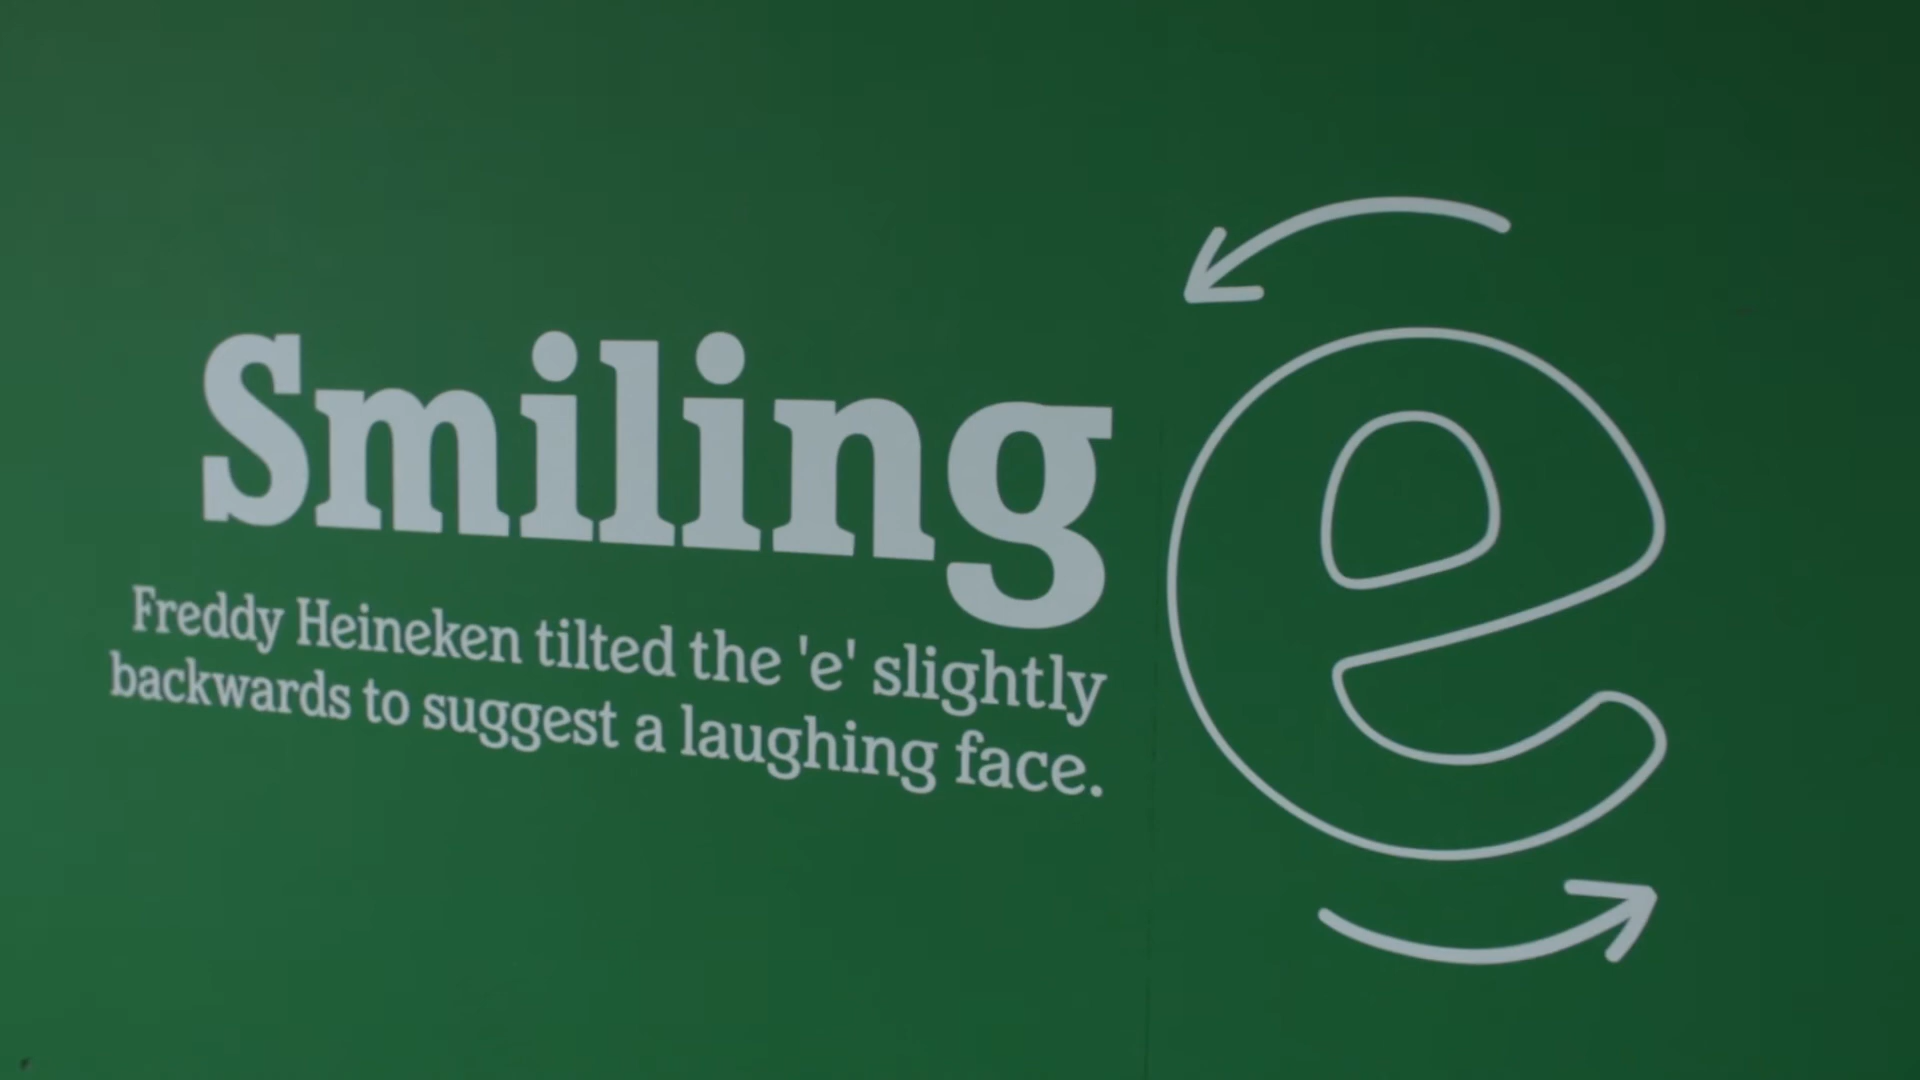 Smiling e
Freddy Heineken tilted the 'e' slightly
backwards to suggest a laughing face.